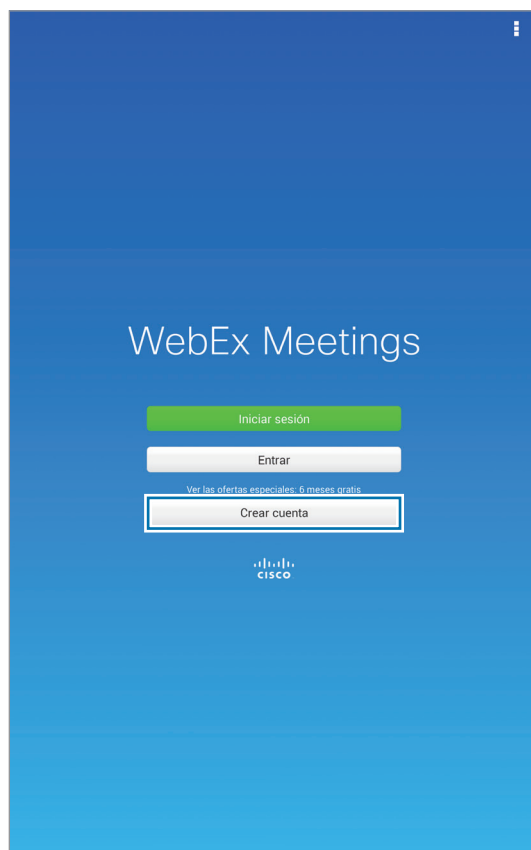 WebEx Meetings
Iniciar sesión
Entrar
Ver las ofertas especiales: 6 meses gratis
Crear cuenta
CISCO